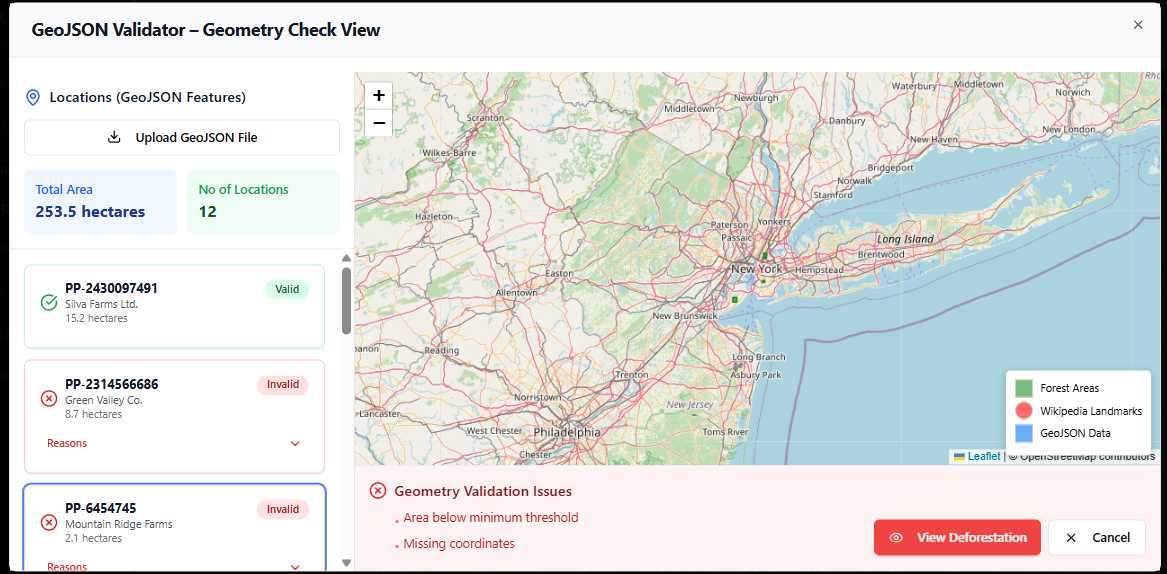 GeoJSON Validator – Geometry Check View
Locations (GeoJSON Features)
Upload GeoJSON File
Total Area
253.5 hectares
No of Locations
12
PP-2430097491
Silva Farms Ltd.
15.2 hectares
Valid
PP-2314566686
Green Valley Co.
8.7 hectares
Invalid
Reasons
PP-6454745
Mountain Ridge Farms
2.1 hectares
Invalid
Reasons
+
−
Scranton
Wilkes-Barre
Hazleton
Easton
Allentown
Reading
Lancaster
Norristown
West Chester
Philadelphia
Chester
Trenton
New Jersey
Toms River
Asbury Park
Long Branch
New Brunswick
New York
Hempstead
Brentwood
Long Island
Paterson
Passaic
Yonkers
Stamford
Norwalk
Bridgeport
New Haven
New London
Norwich
Middletown
Waterbury
Danbury
Newburgh
Middletown
Forest Areas
Wikipedia Landmarks
GeoJSON Data
Leaflet | © OpenStreetMap contributors
Geometry Validation Issues
Area below minimum threshold
Missing coordinates
View Deforestation
Cancel